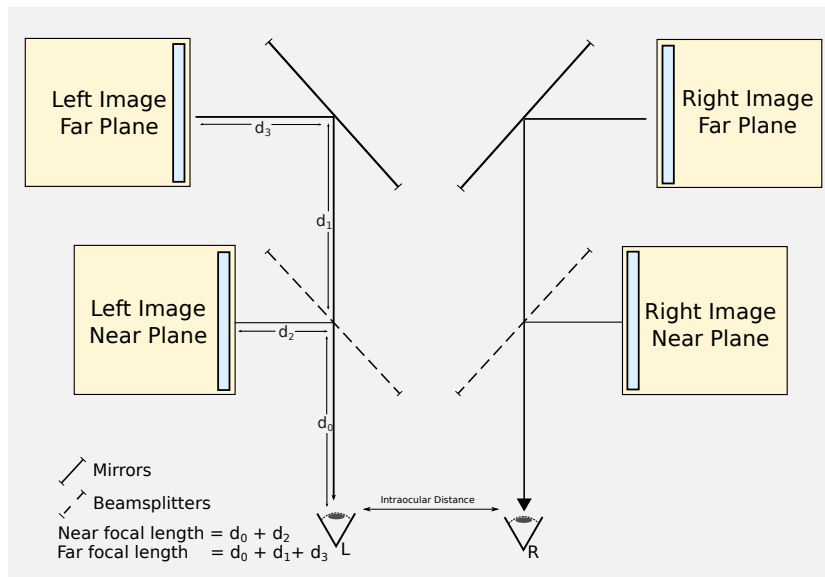 Left Image
Far Plane
Right Image
Far Plane
d₃
d₁
Left Image
Near Plane
Right Image
Near Plane
d₂
d₀
Mirrors
Beamsplitters
Intraocular Distance
Near focal length = d₀ + d₂
Far focal length = d₀ + d₁+ d₃
L
R